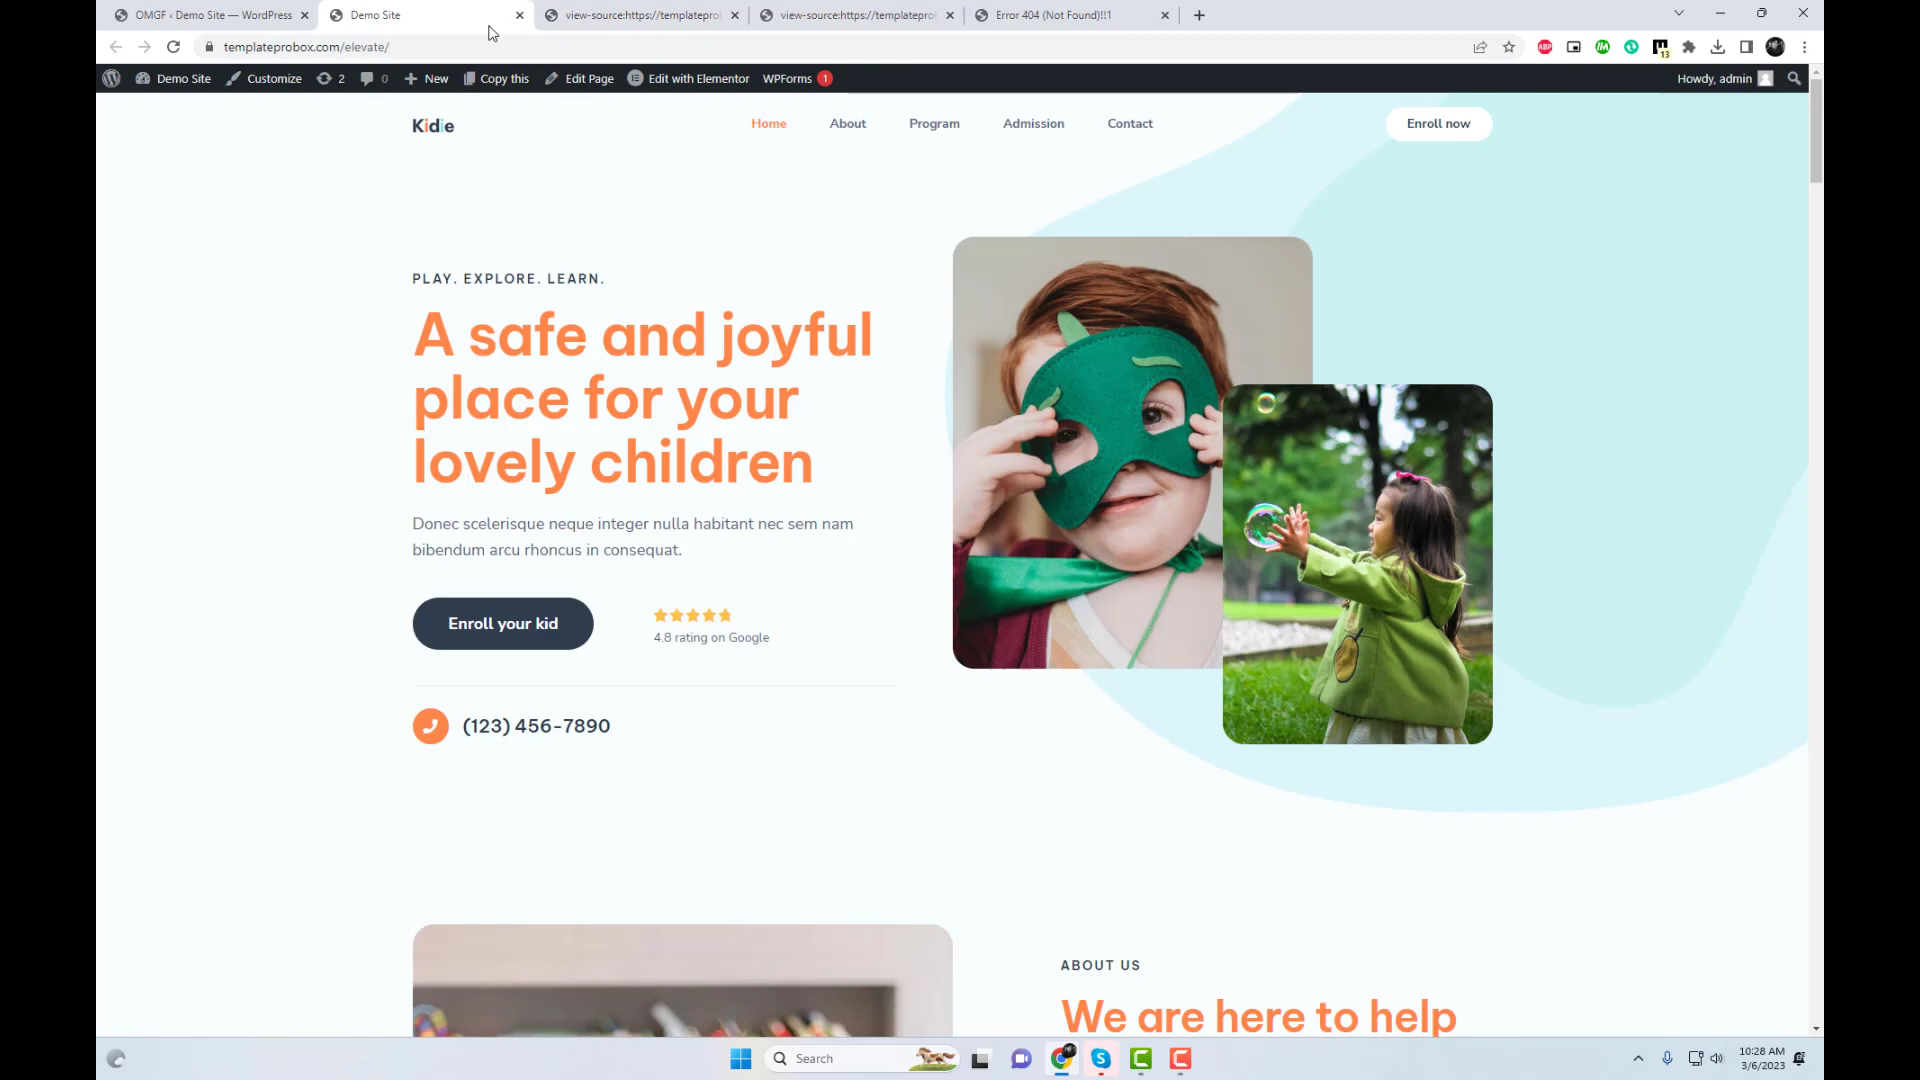 OMGF ‹ Demo Site — WordPress
Demo Site
view-source:https://templatepro
view-source:https://templatepro
Error 404 (Not Found)!!1
templateprobox.com/elevate/
ABP
13
Demo Site
Customize
2
0
New
Copy this
Edit Page
Edit with Elementor
WPForms 1
Howdy, admin
Kidie
Home
About
Program
Admission
Contact
Enroll now
PLAY. EXPLORE. LEARN.
A safe and joyful
place for your
lovely children
Donec scelerisque neque integer nulla habitant nec sem nam
bibendum arcu rhoncus in consequat.
Enroll your kid
4.8 rating on Google
(123) 456-7890
ABOUT US
We are here to help
Search
10:28 AM
3/6/2023